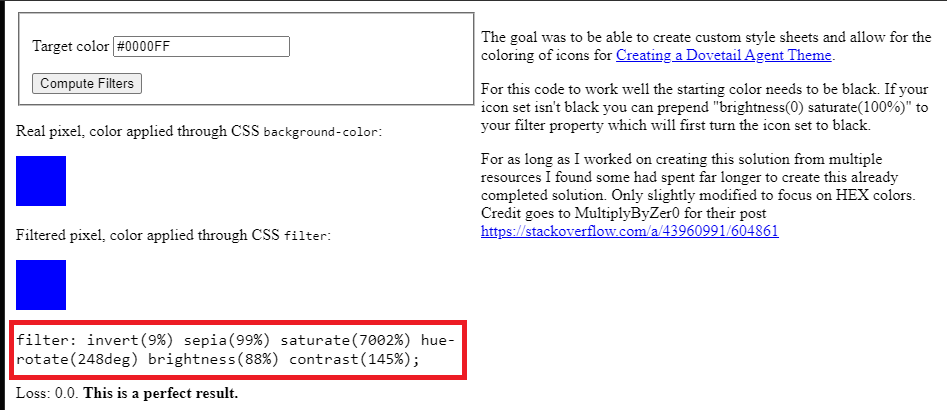 Target color #0000FF
Compute Filters
Real pixel, color applied through CSS background-color:
Filtered pixel, color applied through CSS filter:
filter: invert(9%) sepia(99%) saturate(7002%) hue-
rotate(248deg) brightness(88%) contrast(145%);
Loss: 0.0. This is a perfect result.
The goal was to be able to create custom style sheets and allow for the
coloring of icons for Creating a Dovetail Agent Theme.
For this code to work well the starting color needs to be black. If your
icon set isn't black you can prepend "brightness(0) saturate(100%)" to
your filter property which will first turn the icon set to black.
For as long as I worked on creating this solution from multiple
resources I found some had spent far longer to create this already
completed solution. Only slightly modified to focus on HEX colors.
Credit goes to MultiplyByZer0 for their post
https://stackoverflow.com/a/43960991/604861